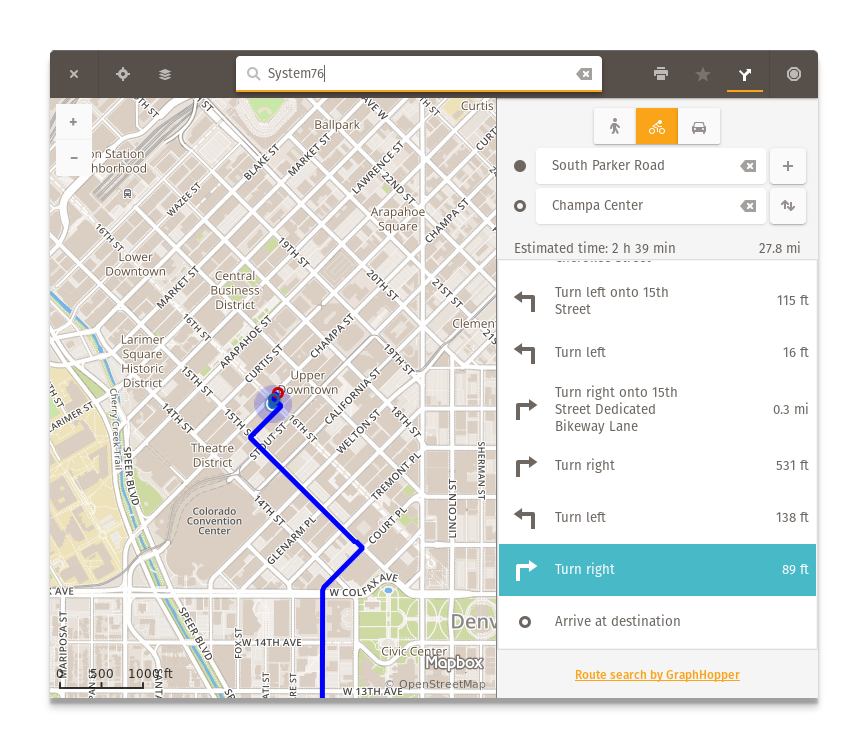 System76
South Parker Road
Champa Center
Estimated time: 2 h 39 min 27.8 mi
Turn left onto 15th
Street
115 ft
Turn left
16 ft
Turn right onto 15th
Street Dedicated
Bikeway Lane
0.3 mi
Turn right
531 ft
Turn left
138 ft
Turn right
89 ft
Arrive at destination
Route search by GraphHopper
+
−
Curtis
Ballpark
on Station
hborhood
BLAKE ST
MARKET ST
LAWRENCE ST
22ND ST
WAZEE ST
Arapahoe
Square
CHAMPA ST
16TH ST
19TH ST
Lower
Downtown
Central
Business
District
MARKET ST
20TH ST
21ST ST
16TH ST
ARAPAHOE ST
CHAMPA ST
Clement
Larimer
Square
Historic
District
CURTIS ST
19TH ST
15TH ST
Upper
Downtown
CALIFORNIA ST
LARIMER ST
Cherry Creek Trail
14TH ST
15TH ST
STOUT ST
16TH ST
WELTON ST
18TH ST
Theatre
District
SPEER BLVD
TREMONT PL
LINCOLN ST
SHERMAN ST
14TH ST
Colorado
Convention
Center
GLENARM PL
COURT PL
AVE
W COLFAX AVE
MARIPOSA ST
SPEER BLVD
FOX ST
W 14TH AVE
Denv
Civic Center
Mapbox
0 500 1000 ft
W 13TH AVE
© OpenStreetMap